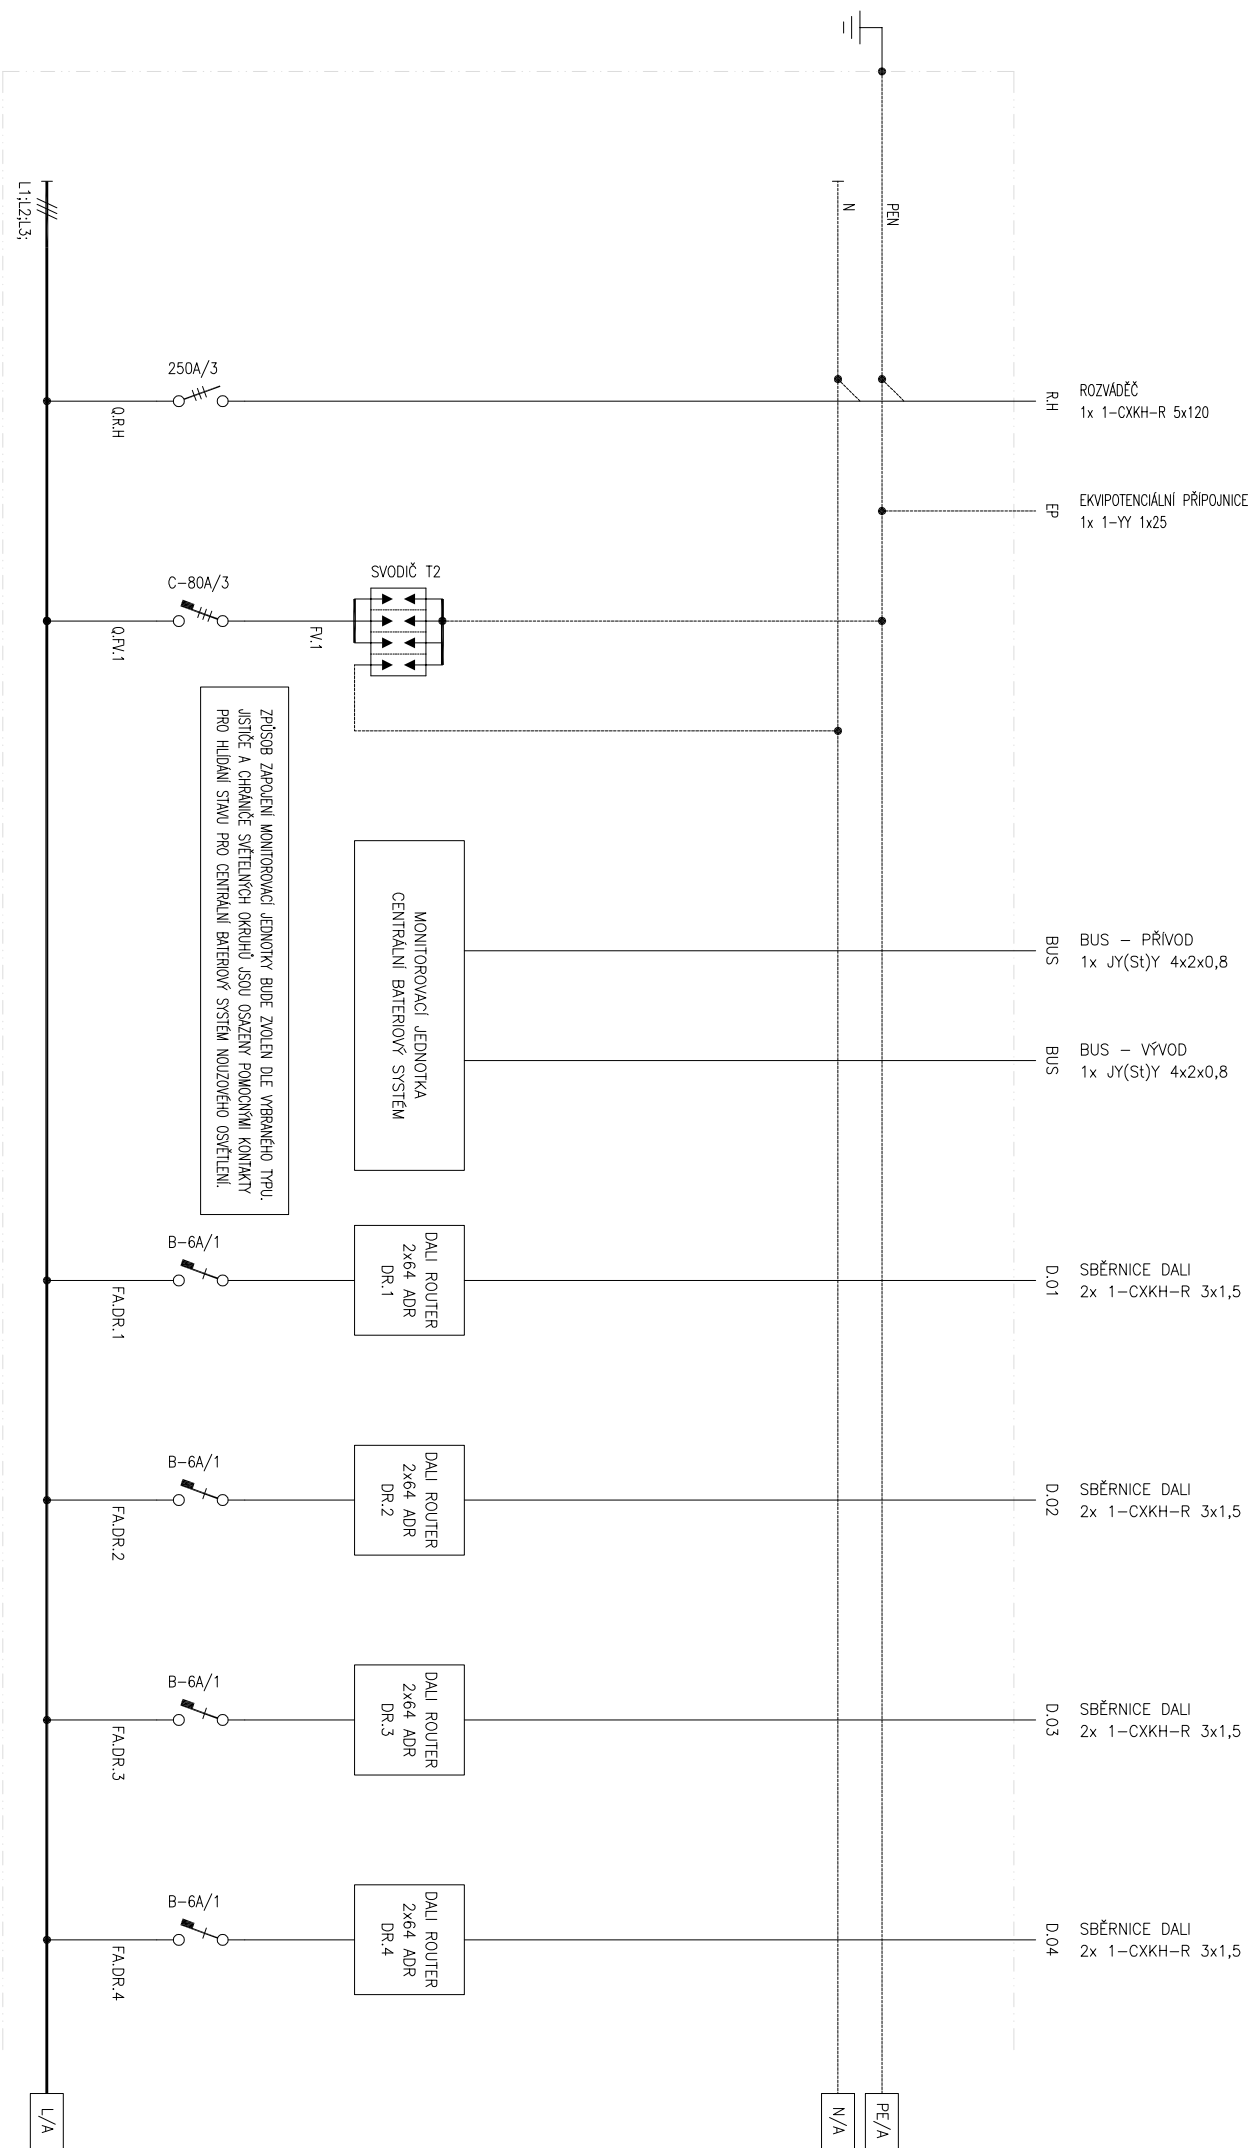 L1;L2;L3;
N
PEN
250A/3
Q.R.H
R.H
ROZVÁDĚČ
1x 1-CXKH-R 5x120
EP
EKVIPOTENCIÁLNÍ PŘÍPOJNICE
1x 1-YY 1x25
C-80A/3
Q.FV.1
FV.1
SVODIČ T2
ZPŮSOB ZAPOJENÍ MONITOROVACÍ JEDNOTKY BUDE ZVOLEN DLE VYBRANÉHO TYPU.
JISTIČE A CHRÁNIČE SVĚTELNÝCH OKRUHŮ JSOU OSAZENY POMOCNÝMI KONTAKTY
PRO HLÍDÁNÍ STAVU PRO CENTRÁLNÍ BATERIOVÝ SYSTÉM NOUZOVÉHO OSVĚTLENÍ.
MONITOROVACÍ JEDNOTKA
CENTRÁLNÍ BATERIOVÝ SYSTÉM
BUS
BUS - PŘÍVOD
1x JY(St)Y 4x2x0,8
BUS
BUS - VÝVOD
1x JY(St)Y 4x2x0,8
B-6A/1
FA.DR.1
DALI ROUTER
2x64 ADR
DR.1
D.01
SBĚRNICE DALI
2x 1-CXKH-R 3x1,5
B-6A/1
FA.DR.2
DALI ROUTER
2x64 ADR
DR.2
D.02
SBĚRNICE DALI
2x 1-CXKH-R 3x1,5
B-6A/1
FA.DR.3
DALI ROUTER
2x64 ADR
DR.3
D.03
SBĚRNICE DALI
2x 1-CXKH-R 3x1,5
B-6A/1
FA.DR.4
DALI ROUTER
2x64 ADR
DR.4
D.04
SBĚRNICE DALI
2x 1-CXKH-R 3x1,5
L/A
N/A
PE/A